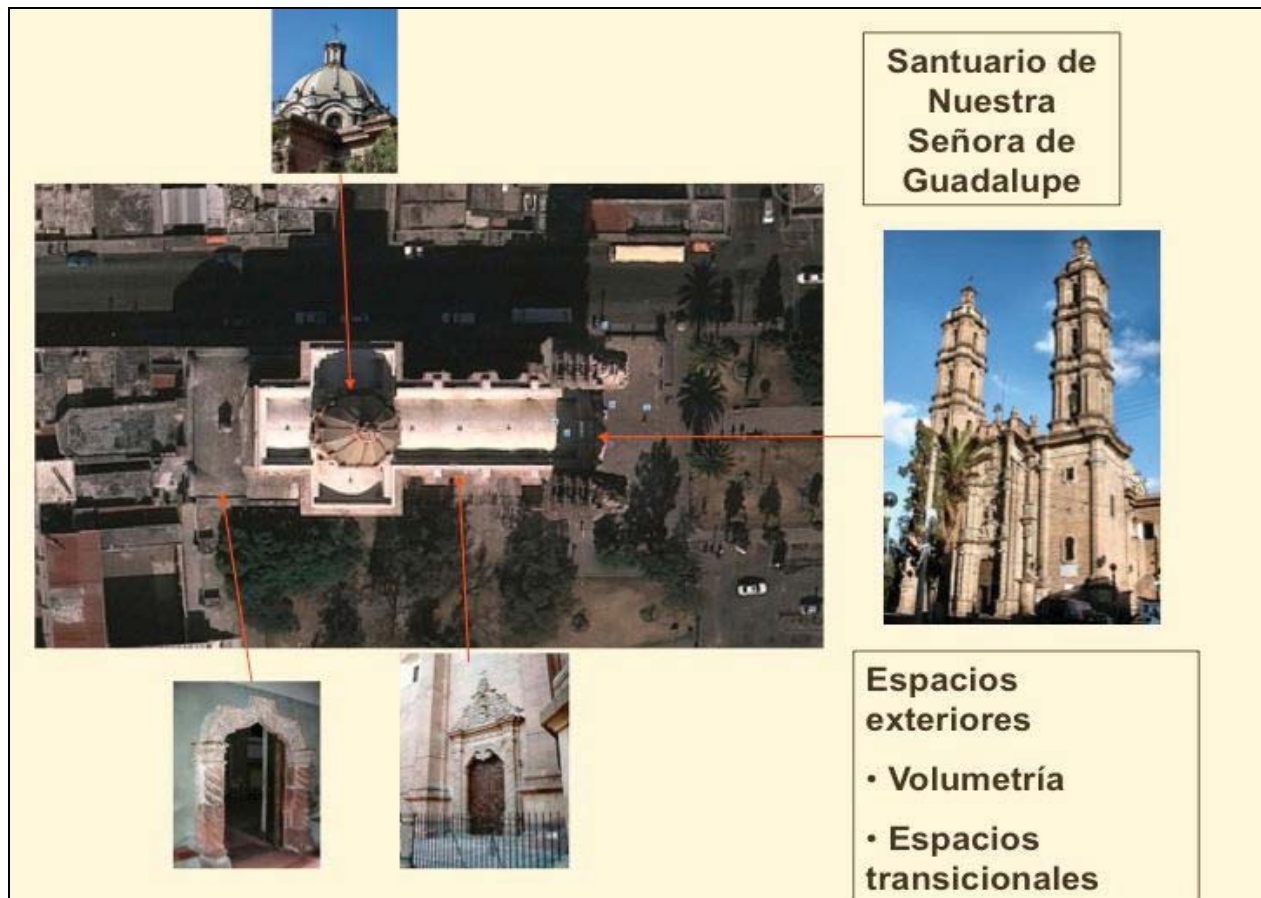 Santuario de
Nuestra
Señora de
Guadalupe
Espacios
exteriores
• Volumetría
• Espacios
transicionales